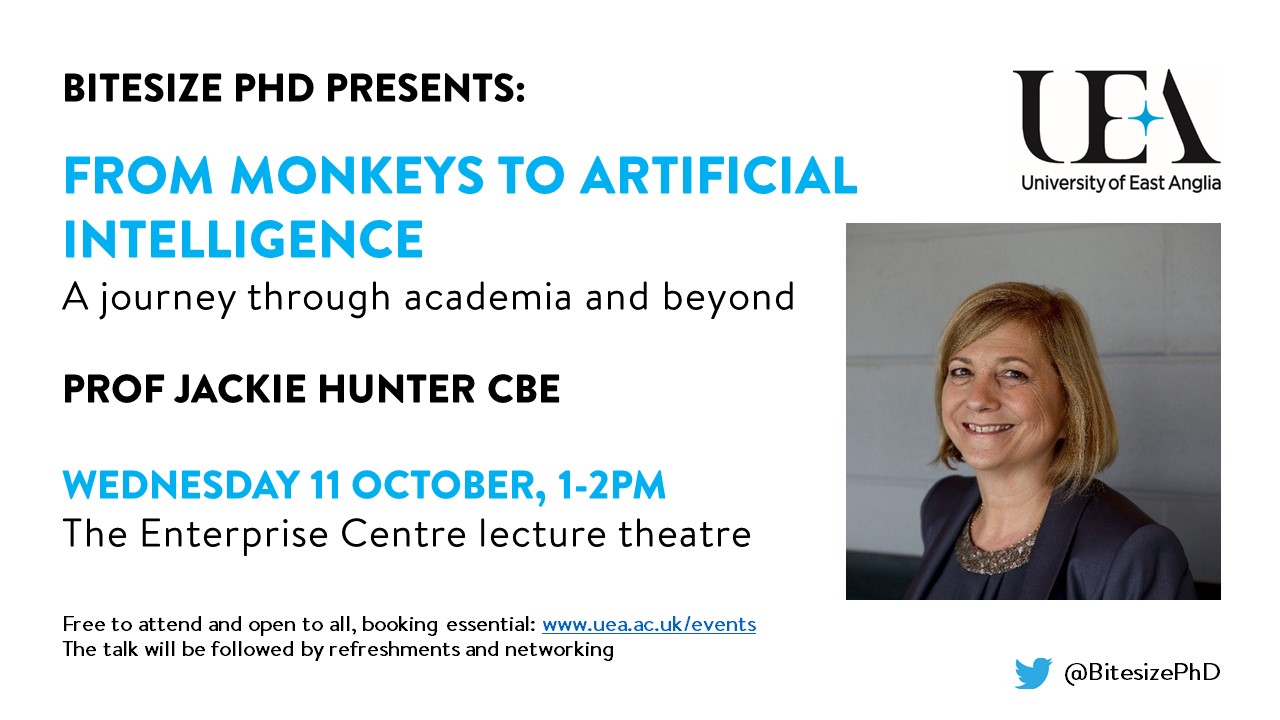 BITESIZE PHD PRESENTS:
FROM MONKEYS TO ARTIFICIAL
INTELLIGENCE
A journey through academia and beyond
PROF JACKIE HUNTER CBE
WEDNESDAY 11 OCTOBER, 1-2PM
The Enterprise Centre lecture theatre
Free to attend and open to all, booking essential: www.uea.ac.uk/events
The talk will be followed by refreshments and networking
UEA
University of East Anglia
@BitesizePhD